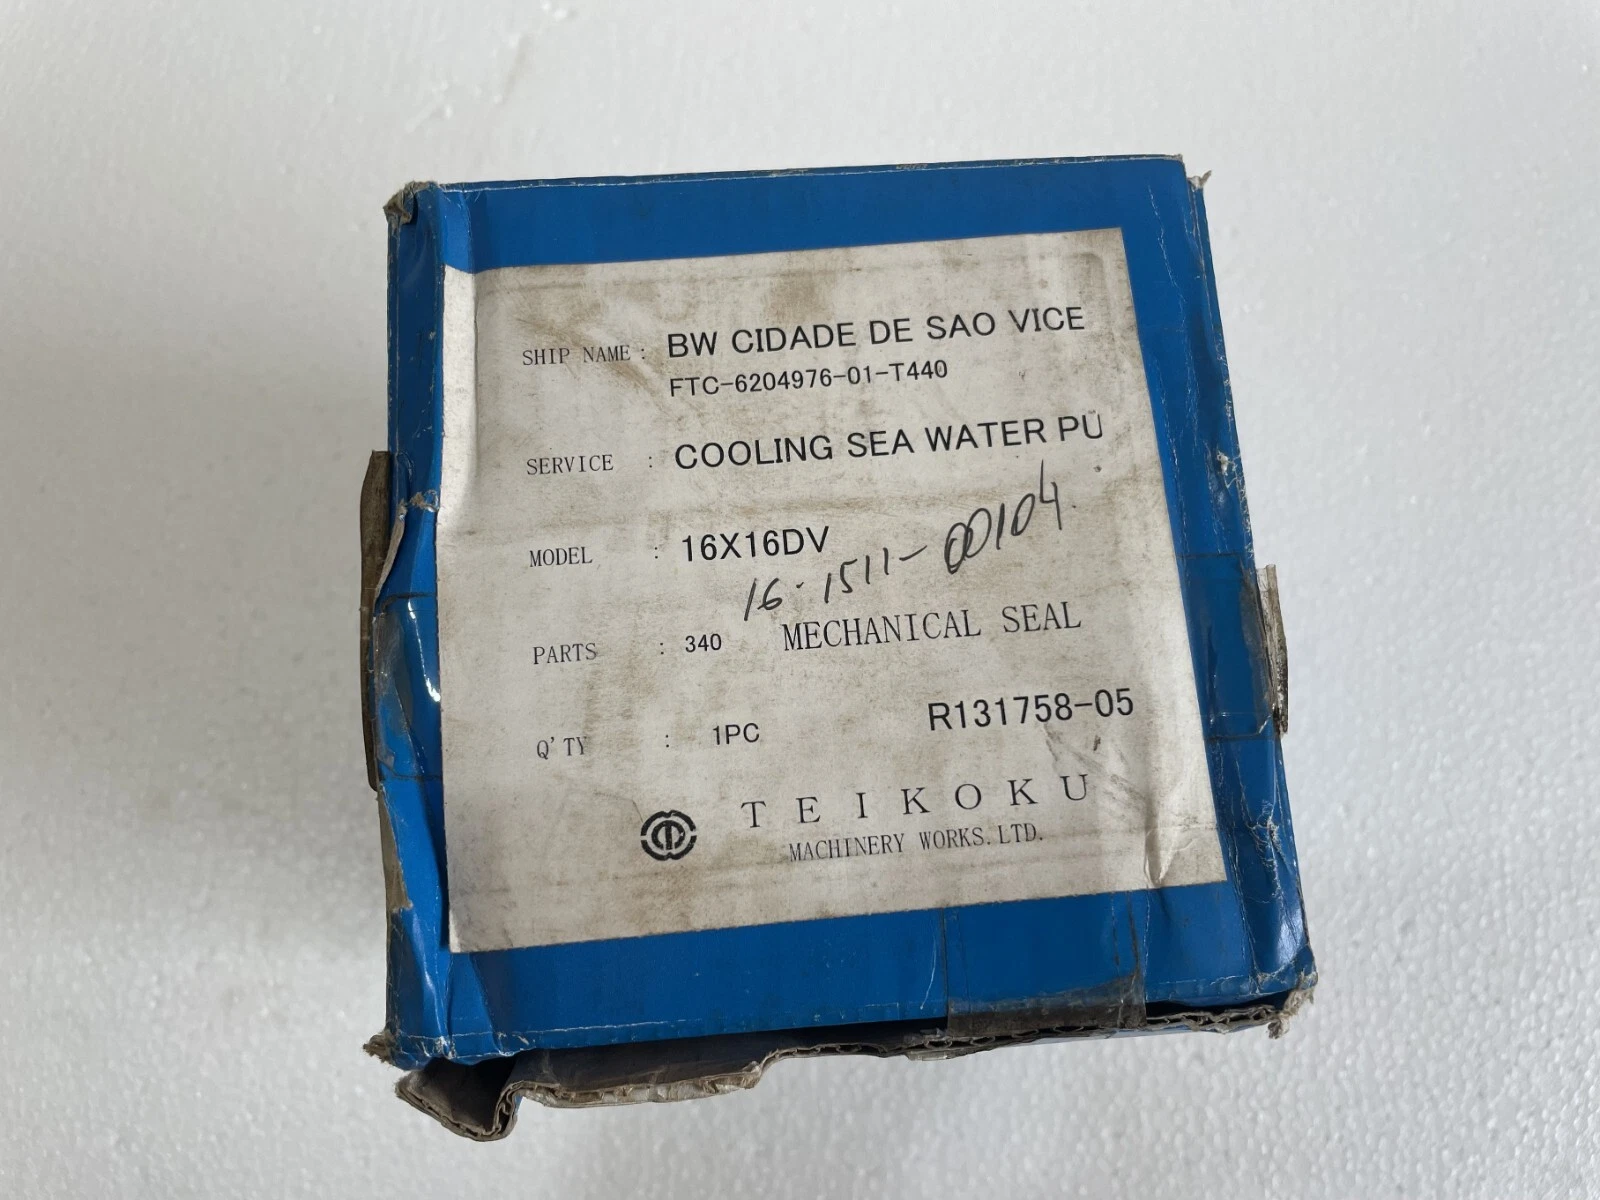 SHIP NAME : BW CIDADE DE SAO VICE
FTC-6204976-01-T440
SERVICE : COOLING SEA WATER PU
MODEL : 16X16DV
16-1511-00104
PARTS : 340 MECHANICAL SEAL
Q'TY : 1PC R131758-05
TEIKOKU
MACHINERY WORKS. LTD.